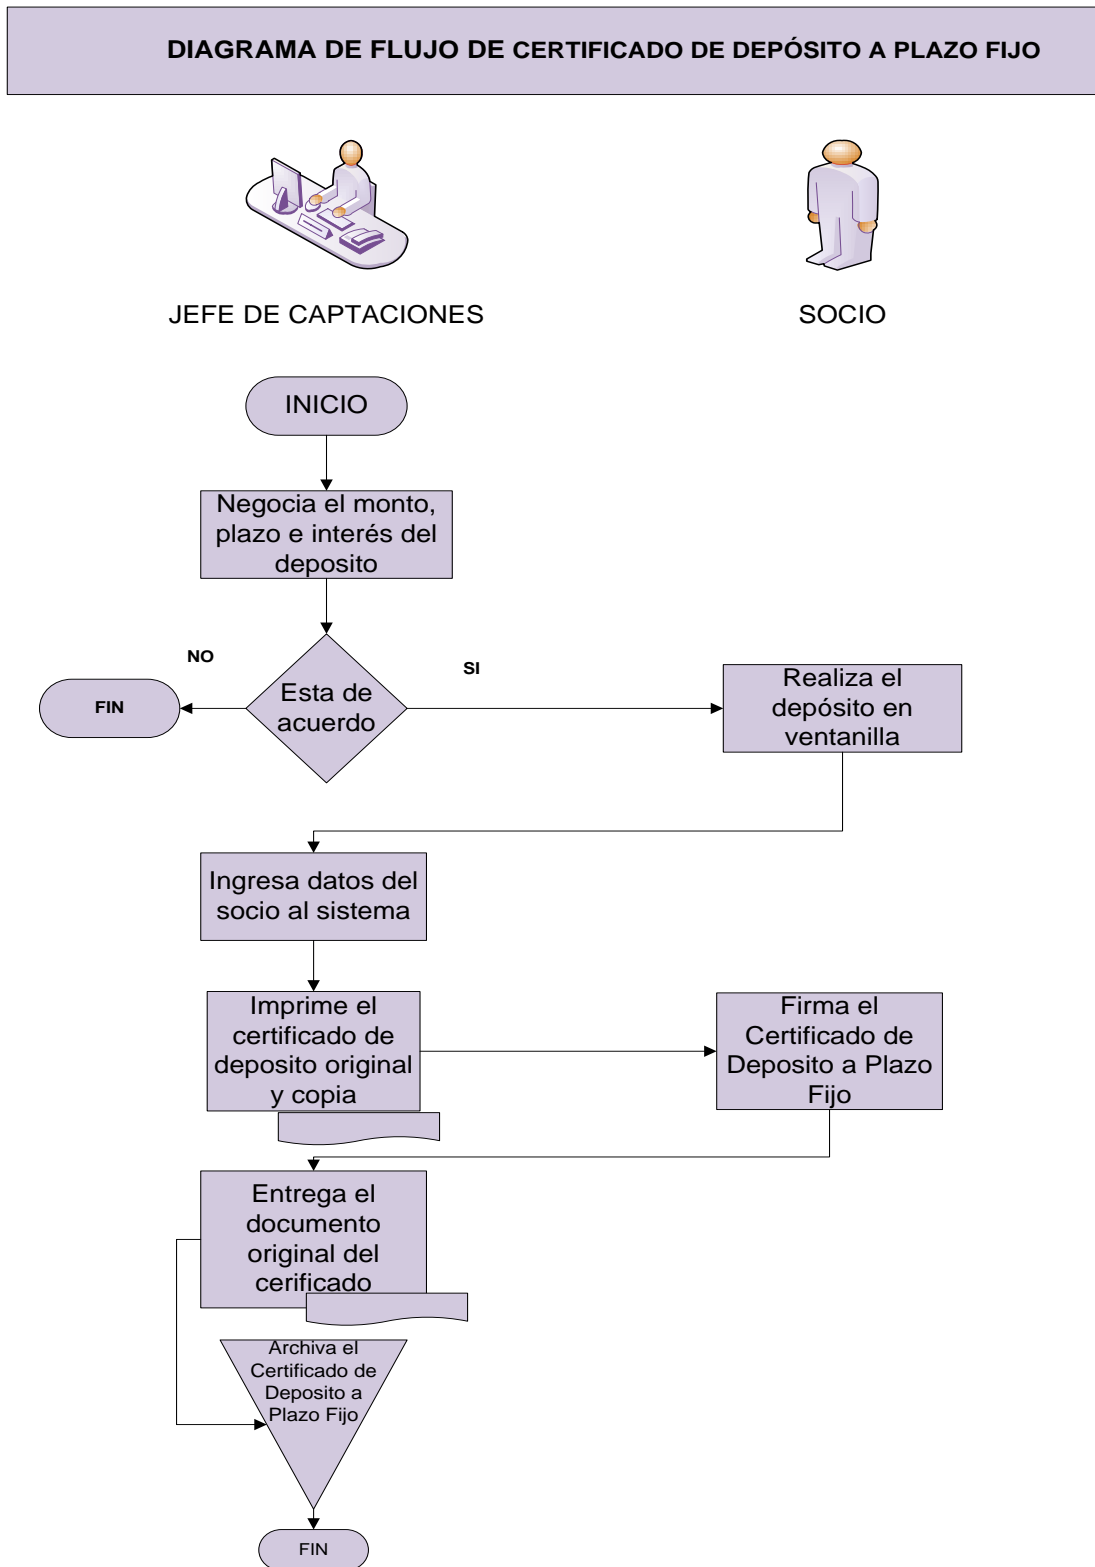 DIAGRAMA DE FLUJO DE CERTIFICADO DE DEPÓSITO A PLAZO FIJO
JEFE DE CAPTACIONES
SOCIO
INICIO
Negocia el monto,
plazo e interés del
deposito
NO
SI
FIN
Esta de
acuerdo
Realiza el
depósito en
ventanilla
Ingresa datos del
socio al sistema
Imprime el
certificado de
deposito original
y copia
Firma el
Certificado de
Deposito a Plazo
Fijo
Entrega el
documento
original del
cerificado
Archiva el
Certificado de
Deposito a
Plazo Fijo
FIN